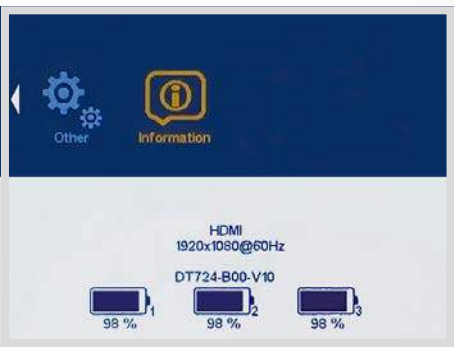 Other Information
HDMI
1920x1080@60Hz
DT724-B00-V10
1 2 3
98 % 98 % 98 %